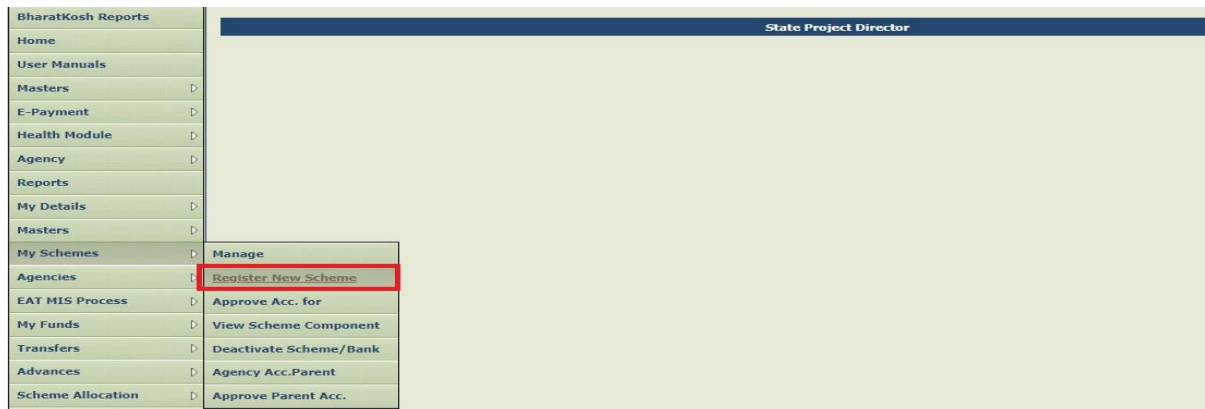 BharatKosh Reports
State Project Director
Home
User Manuals
Masters
E-Payment
Health Module
Agency
Reports
My Details
Masters
My Schemes
Agencies
EAT MIS Process
My Funds
Transfers
Advances
Scheme Allocation
Manage
Register New Scheme
Approve Acc. for
View Scheme Component
Deactivate Scheme/Bank
Agency Acc.Parent
Approve Parent Acc.